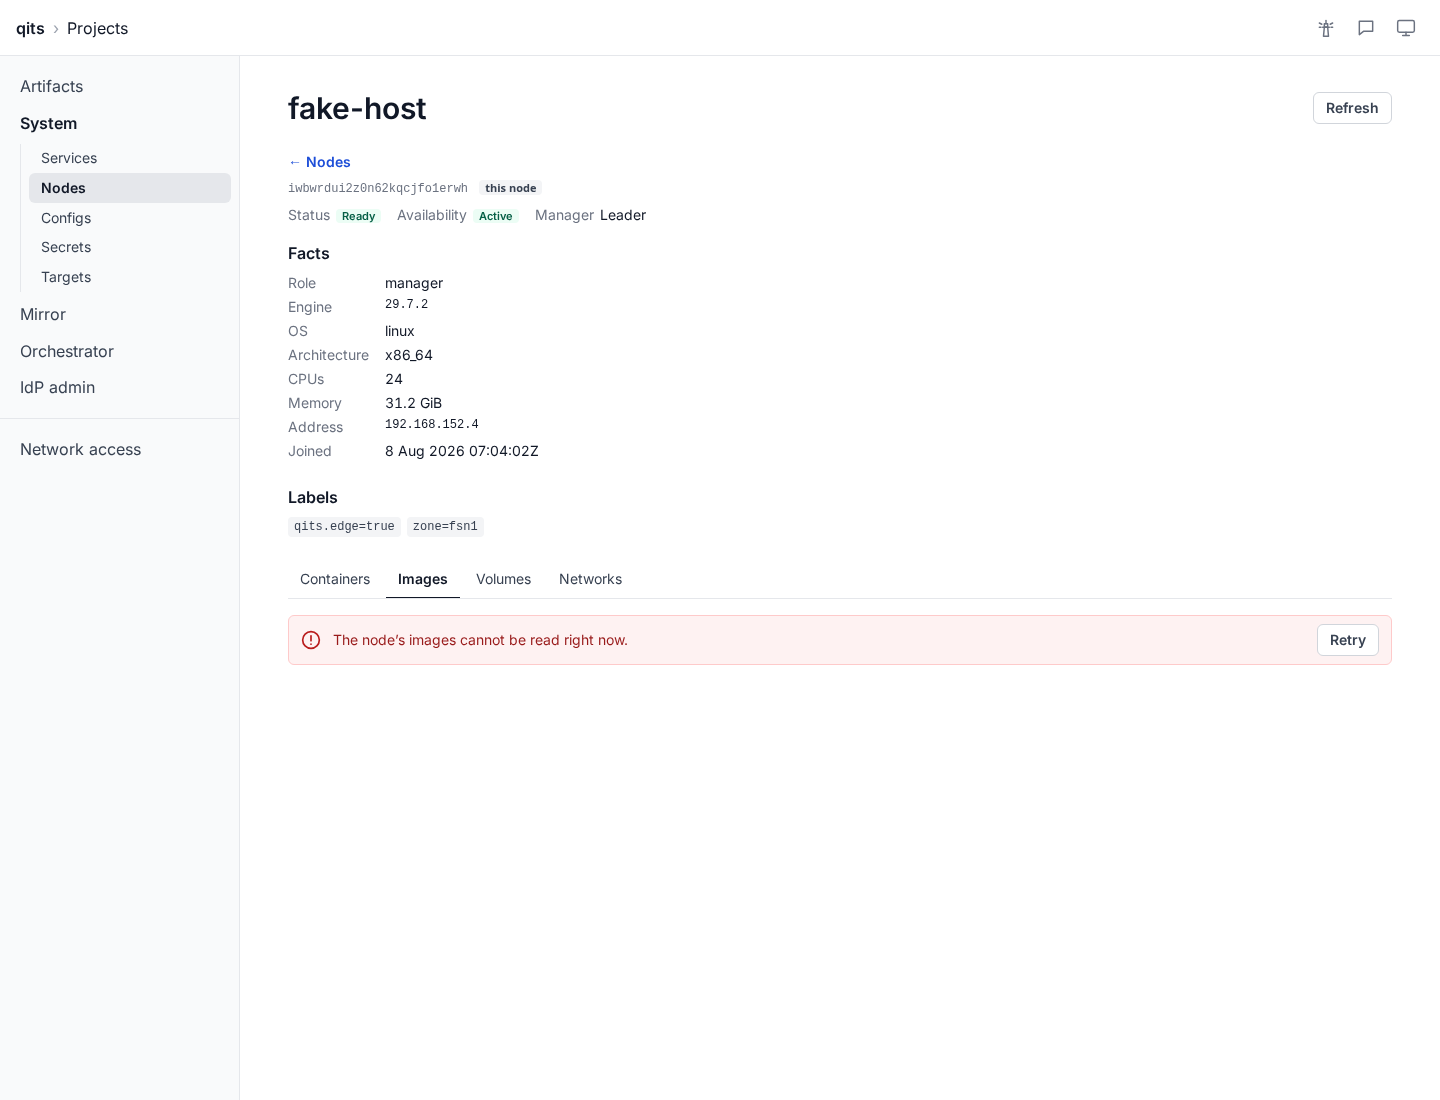 qits › Projects
Artifacts
System
Services
Nodes
Configs
Secrets
Targets
Mirror
Orchestrator
IdP admin
Network access
fake-host
Refresh
← Nodes
iwbwrdui2z0n62kqcjfo1erwh this node
Status Ready Availability Active Manager Leader
Facts
Role manager
Engine 29.7.2
OS linux
Architecture x86_64
CPUs 24
Memory 31.2 GiB
Address 192.168.152.4
Joined 8 Aug 2026 07:04:02Z
Labels
qits.edge=true zone=fsn1
Containers Images Volumes Networks
The node’s images cannot be read right now. Retry